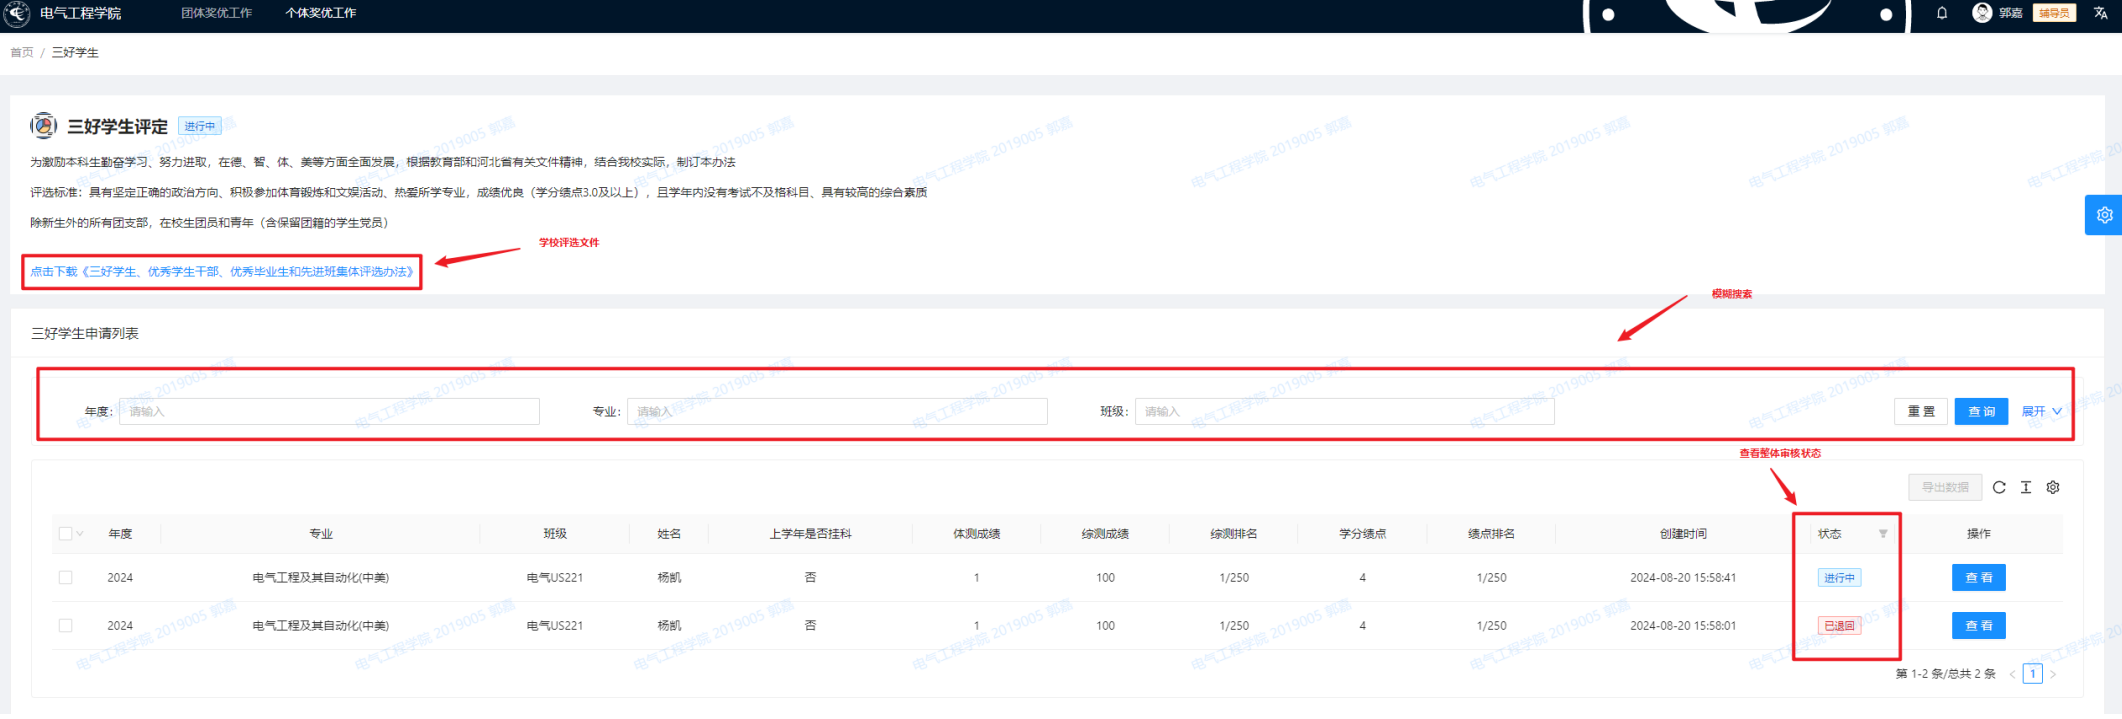 电气工程学院 团体奖优工作 个体奖优工作 郭嘉 辅导员
首页 / 三好学生
三好学生评定 进行中
为激励本科生勤奋学习、努力进取，在德、智、体、美等方面全面发展，根据教育部和河北省有关文件精神，结合我校实际，制订本办法
评选标准：具有坚定正确的政治方向、积极参加体育锻炼和文娱活动、热爱所学专业，成绩优良（学分绩点3.0及以上），且学年内没有考试不及格科目、具有较高的综合素质
除新生外的所有团支部，在校生团员和青年（含保留团籍的学生党员）
学校评选文件
点击下载《三好学生、优秀学生干部、优秀毕业生和先进班集体评选办法》
模糊搜索
三好学生申请列表
年度: 请输入 专业: 请输入 班级: 请输入 重置 查询 展开
查看整体审核状态
导出数据
年度 专业 班级 姓名 上学年是否挂科 体测成绩 综测成绩 综测排名 学分绩点 绩点排名 创建时间 状态 操作
2024 电气工程及其自动化(中美) 电气US221 杨凯 否 1 100 1/250 4 1/250 2024-08-20 15:58:41 进行中 查看
2024 电气工程及其自动化(中美) 电气US221 杨凯 否 1 100 1/250 4 1/250 2024-08-20 15:58:01 已退回 查看
第 1-2 条/总共 2 条 < 1 >
电气工程学院 2019005 郭嘉